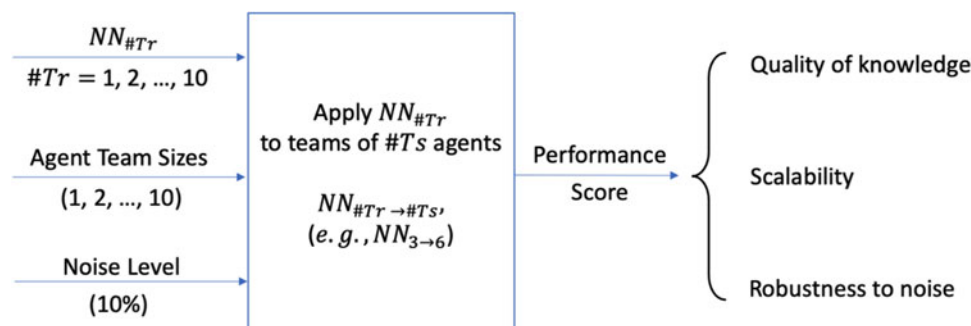 NN#Tr
#Tr = 1, 2, ..., 10
Agent Team Sizes
(1, 2, ..., 10)
Noise Level
(10%)
Apply NN#Tr
to teams of #Ts agents
NN#Tr→#Ts,
(e.g., NN3→6)
Performance
Score
Quality of knowledge
Scalability
Robustness to noise